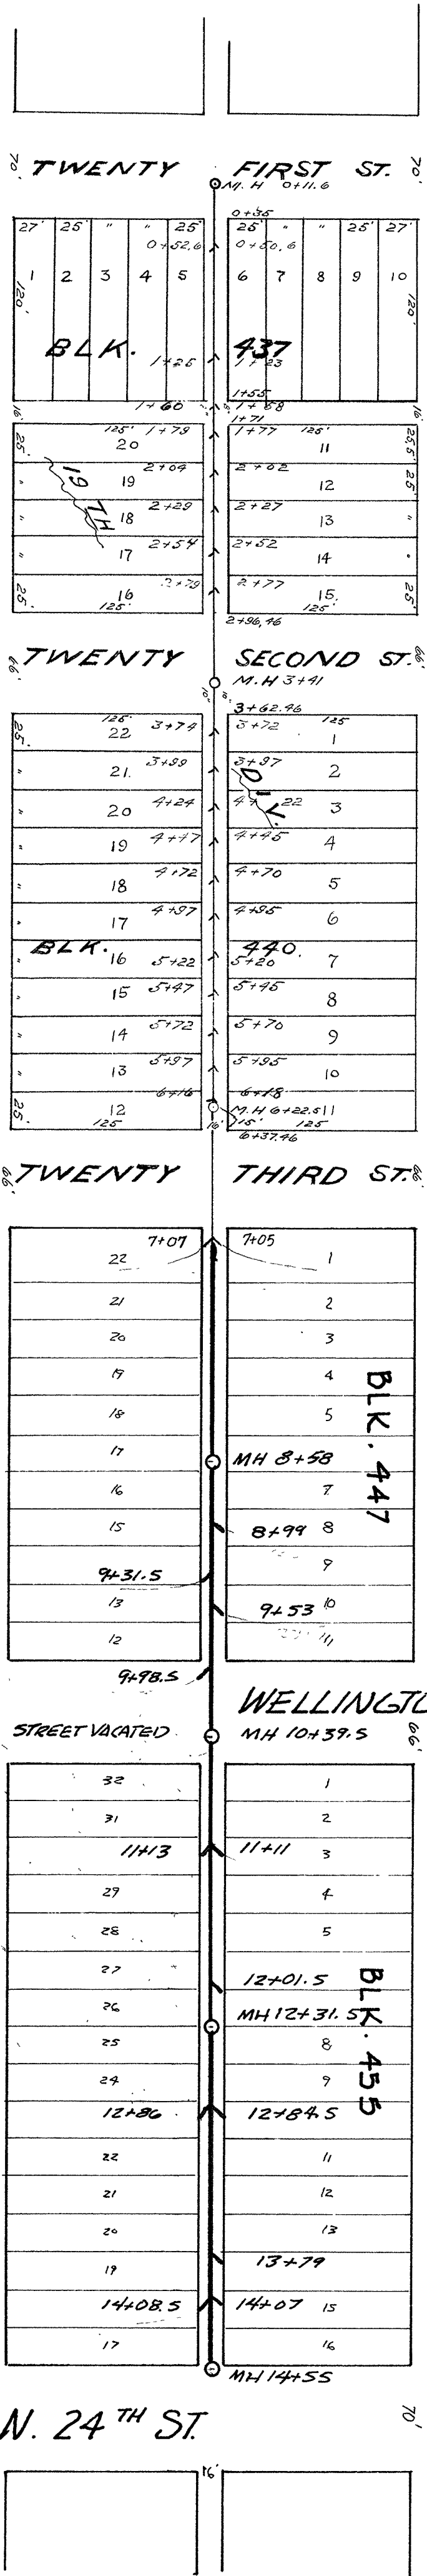 70' TWENTY FIRST ST. 70'
M.H 0+11.6
0+35
27' 25' " " 25' 25' " " 25' 27'
0+52.6 0+50.6
1 2 3 4 5 6 7 8 9 10
120' 120'
BLK. 437
1+25 1+23
1+55
16' 1+60 1+58 16'
1+71
125' 1+79 1+77 125'
25' 20 11 25.5'
2+04 2+02
" 19 12 25'
19 TH
2+29 2+27
" 18 13 "
2+54 2+52
" 17 14 "
2+79 2+77
25' 16 15. 25'
125' 125'
2+96.46
66' TWENTY SECOND ST. 66'
M.H 3+41
10" 10"
3+62.46
125' 3+74 3+72 125
25' 22 1
3+99 3+97
" 21. 2
DIV.
4+24 4+22
" 20 3
4+47 4+45
" 19 4
4+72 4+70
" 18 5
4+97 4+95
" 17 6
BLK. 440.
16 5+22 5+20 7
15 5+47 5+45 8
5+72 5+70
" 14 9
5+97 5+95
" 13 10
6+16 6+18
25' 12 M.H 6+22.5 11
125 16' 15' 125
6+37.46
66' TWENTY THIRD ST. 66'
7+07 7+05
22 1
21 2
20 3
19 4
18 5
BLK. 447
17 MH 8+58
16 7
15 8+99 8
9
9+31.5
13 9+53 10
12 11
9+98.5
WELLINGTO
STREET VACATED MH 10+39.5 66'
32 1
31 2
11+13 11+11 3
29 4
28 5
27 12+01.5
BLK. 455
26 MH 12+31.5
25 8
24 9
12+86 12+84.5
22 11
21 12
20 13
19 13+79
14+08.5 14+07 15
17 16
MH 14+55
N. 24TH ST. 70'
16'